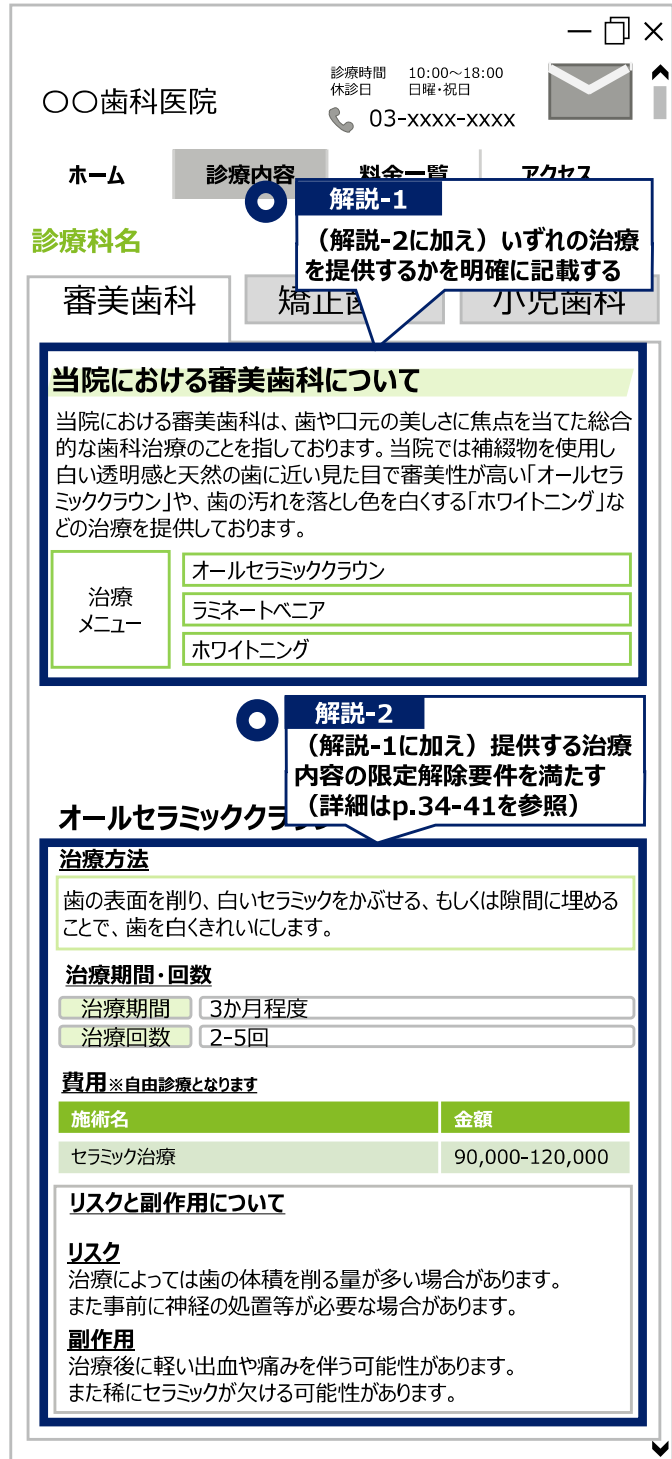 〇〇歯科医院
診療時間 10:00～18:00
休診日 日曜･祝日
03-xxxx-xxxx
ホーム 診療内容 料金一覧 アクセス
解説-1
（解説-2に加え）いずれの治療
を提供するかを明確に記載する
診療科名
審美歯科 矯正歯 小児歯科
当院における審美歯科について
当院における審美歯科は、歯や口元の美しさに焦点を当てた総合
的な歯科治療のことを指しております。当院では補綴物を使用し
白い透明感と天然の歯に近い見た目で審美性が高い｢オールセラ
ミッククラウン｣や、歯の汚れを落とし色を白くする｢ホワイトニング｣な
どの治療を提供しております。
治療
メニュー
オールセラミッククラウン
ラミネートベニア
ホワイトニング
解説-2
（解説-1に加え）提供する治療
内容の限定解除要件を満たす
（詳細はp.34-41を参照）
オールセラミッククラウン
治療方法
歯の表面を削り、白いセラミックをかぶせる、もしくは隙間に埋める
ことで、歯を白くきれいにします。
治療期間･回数
治療期間 3か月程度
治療回数 2-5回
費用※自由診療となります
施術名 金額
セラミック治療 90,000-120,000
リスクと副作用について
リスク
治療によっては歯の体積を削る量が多い場合があります。
また事前に神経の処置等が必要な場合があります。
副作用
治療後に軽い出血や痛みを伴う可能性があります。
また稀にセラミックが欠ける可能性があります。